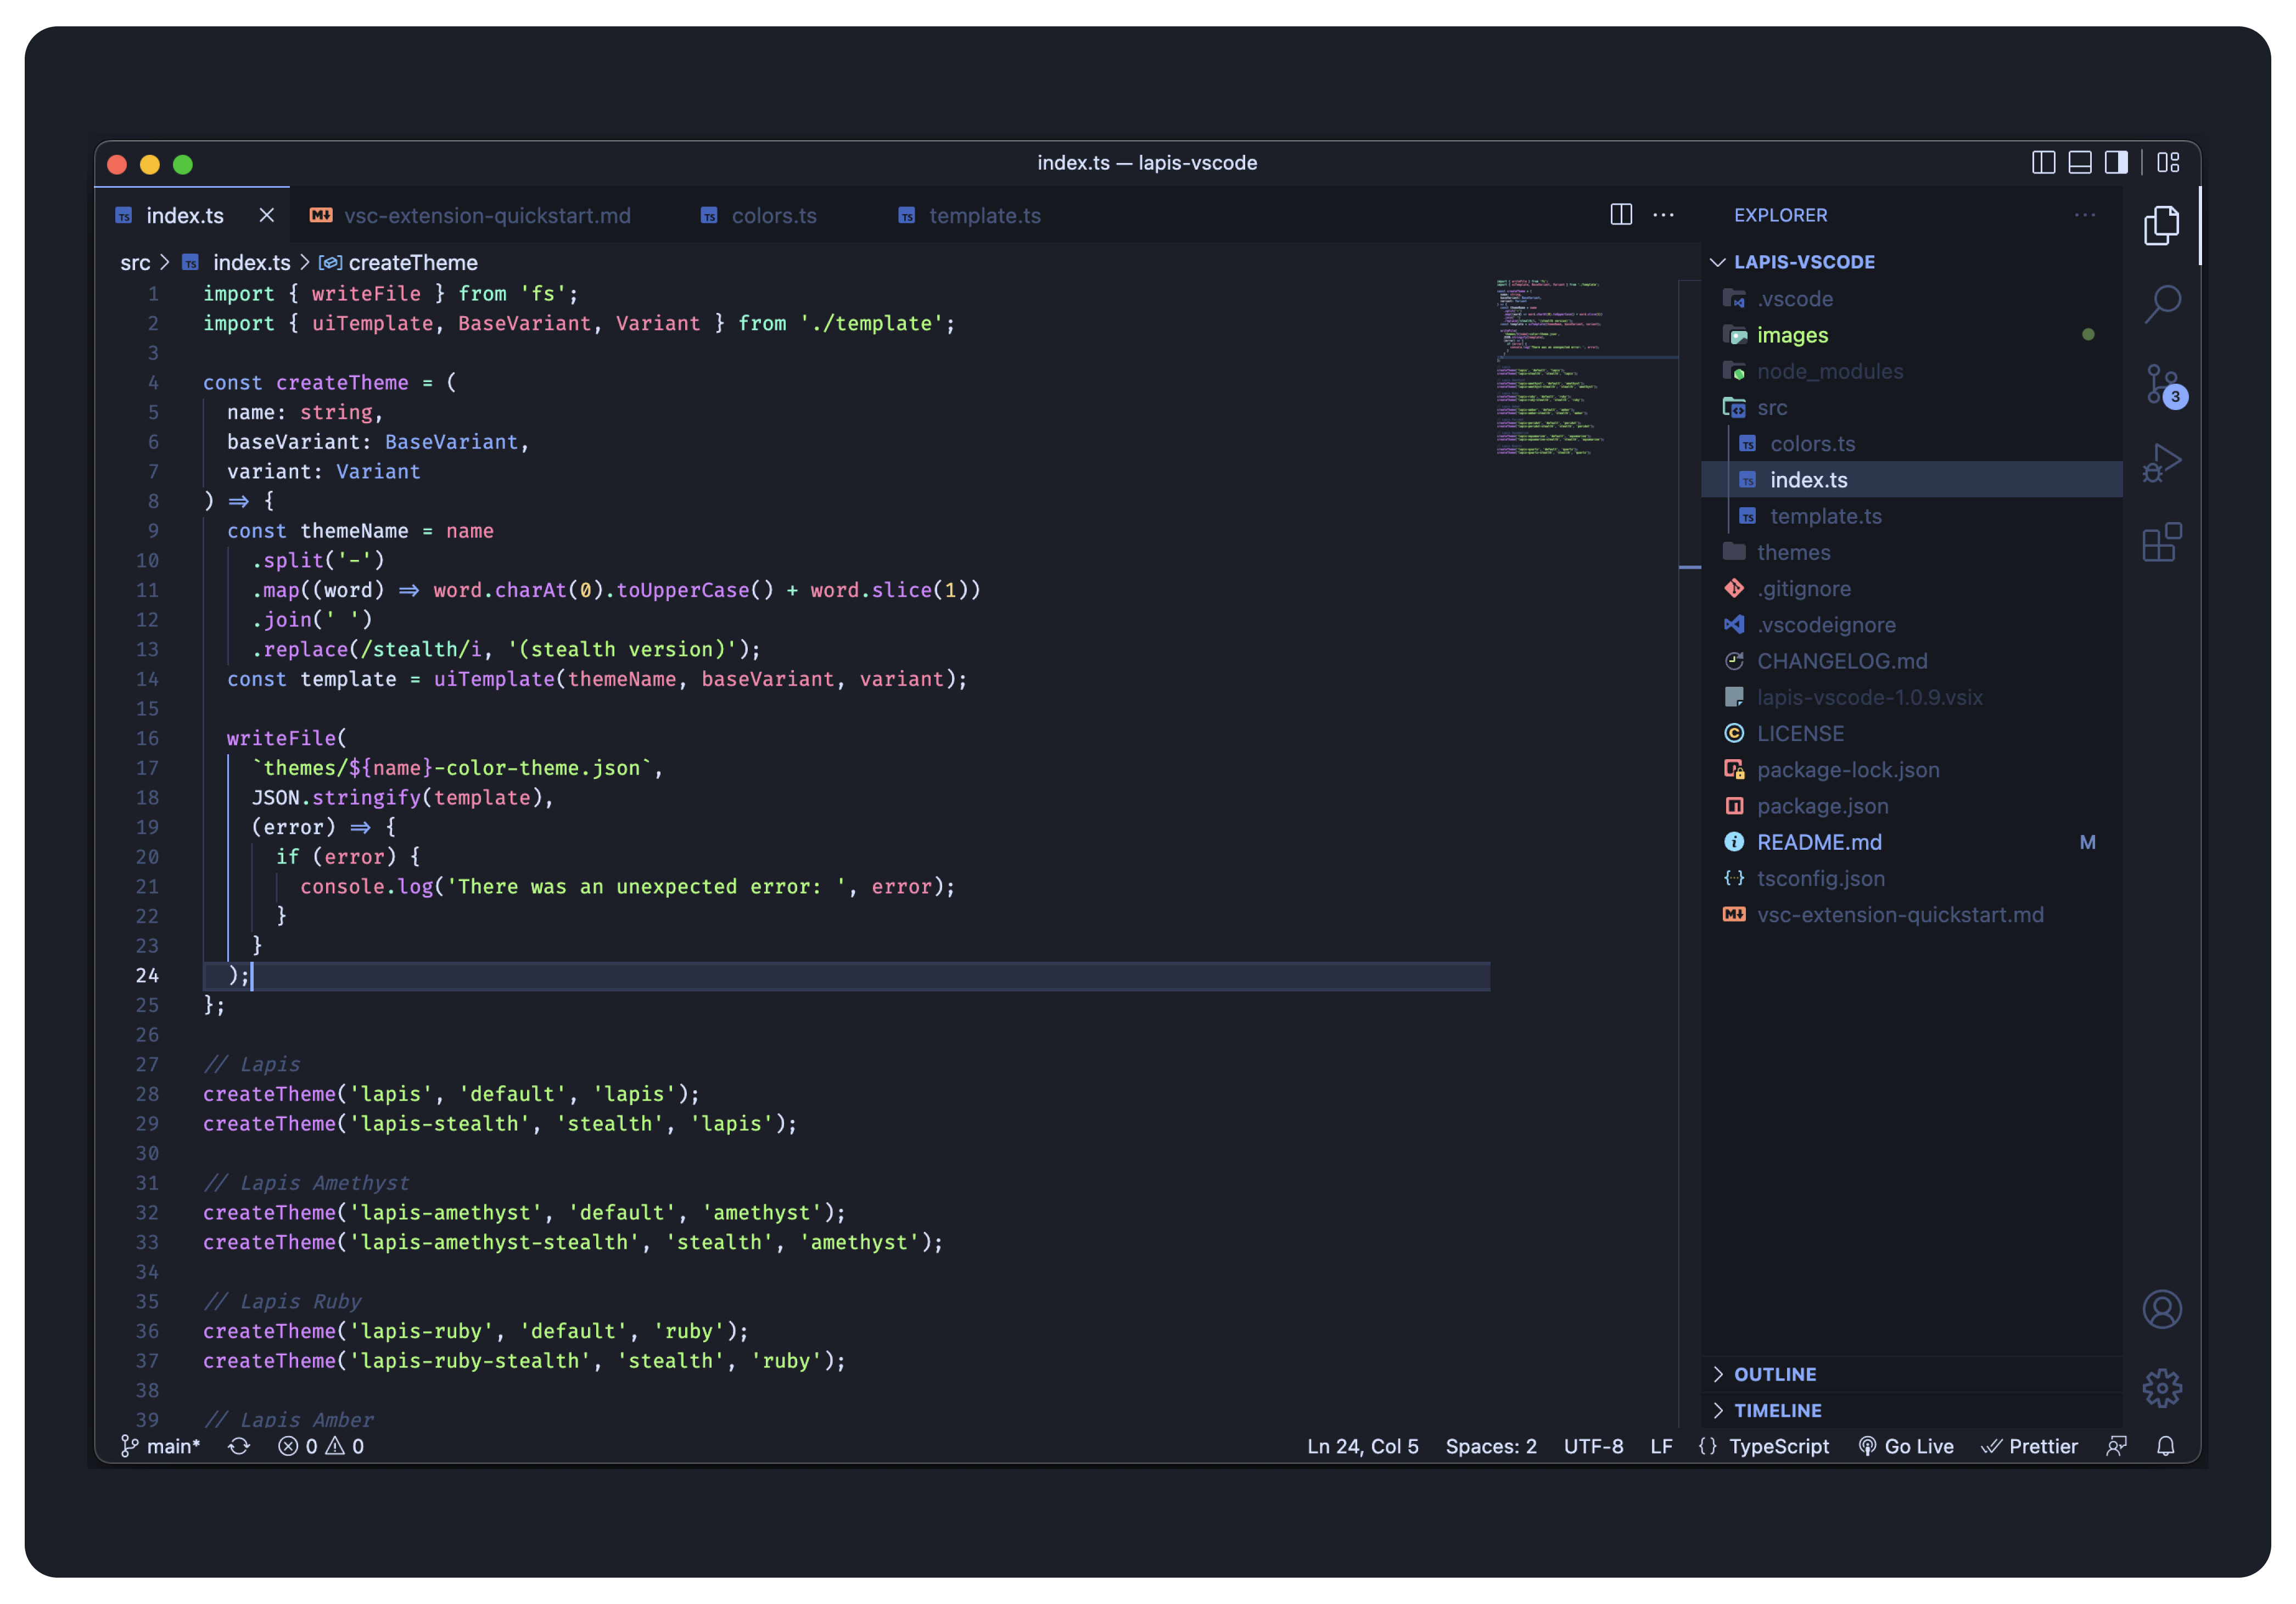 index.ts — lapis-vscode
index.ts
vsc-extension-quickstart.md
colors.ts
template.ts
src > index.ts > createTheme
1 import { writeFile } from 'fs';
2 import { uiTemplate, BaseVariant, Variant } from './template';
3
4 const createTheme = (
5   name: string,
6   baseVariant: BaseVariant,
7   variant: Variant
8 ) => {
9   const themeName = name
10     .split('-')
11     .map((word) => word.charAt(0).toUpperCase() + word.slice(1))
12     .join(' ')
13     .replace(/stealth/i, '(stealth version)');
14   const template = uiTemplate(themeName, baseVariant, variant);
15
16   writeFile(
17     `themes/${name}-color-theme.json`,
18     JSON.stringify(template),
19     (error) => {
20       if (error) {
21         console.log('There was an unexpected error: ', error);
22       }
23     }
24   );
25 };
26
27 // Lapis
28 createTheme('lapis', 'default', 'lapis');
29 createTheme('lapis-stealth', 'stealth', 'lapis');
30
31 // Lapis Amethyst
32 createTheme('lapis-amethyst', 'default', 'amethyst');
33 createTheme('lapis-amethyst-stealth', 'stealth', 'amethyst');
34
35 // Lapis Ruby
36 createTheme('lapis-ruby', 'default', 'ruby');
37 createTheme('lapis-ruby-stealth', 'stealth', 'ruby');
38
39 // Lapis Amber
EXPLORER
LAPIS-VSCODE
.vscode
images
node_modules
src
colors.ts
index.ts
template.ts
themes
.gitignore
.vscodeignore
CHANGELOG.md
lapis-vscode-1.0.9.vsix
LICENSE
package-lock.json
package.json
README.md M
tsconfig.json
vsc-extension-quickstart.md
OUTLINE
TIMELINE
3
main* 0 0 Ln 24, Col 5 Spaces: 2 UTF-8 LF {} TypeScript Go Live Prettier